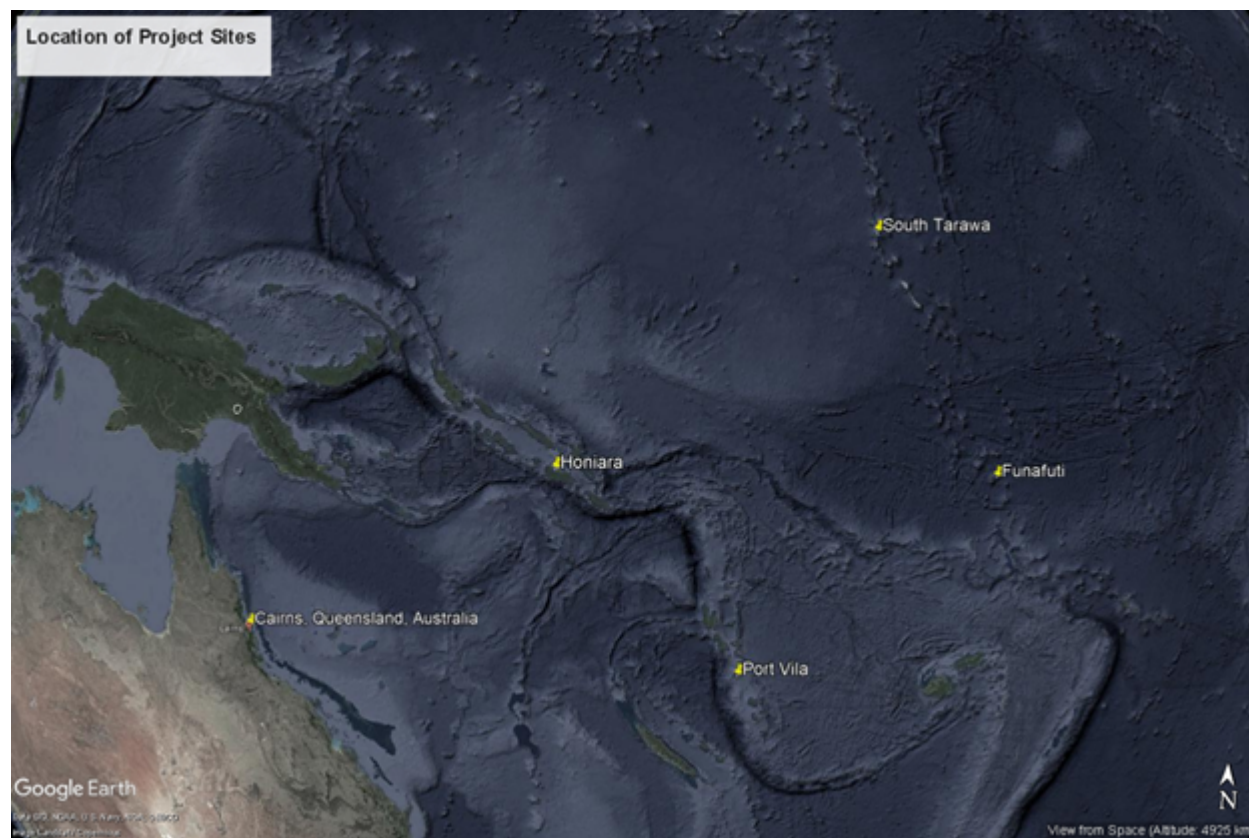 Location of Project Sites
South Tarawa
Honiara
Funafuti
Cairns, Queensland, Australia
Port Vila
Google Earth
N
View from Space (Altitude: 4925 km